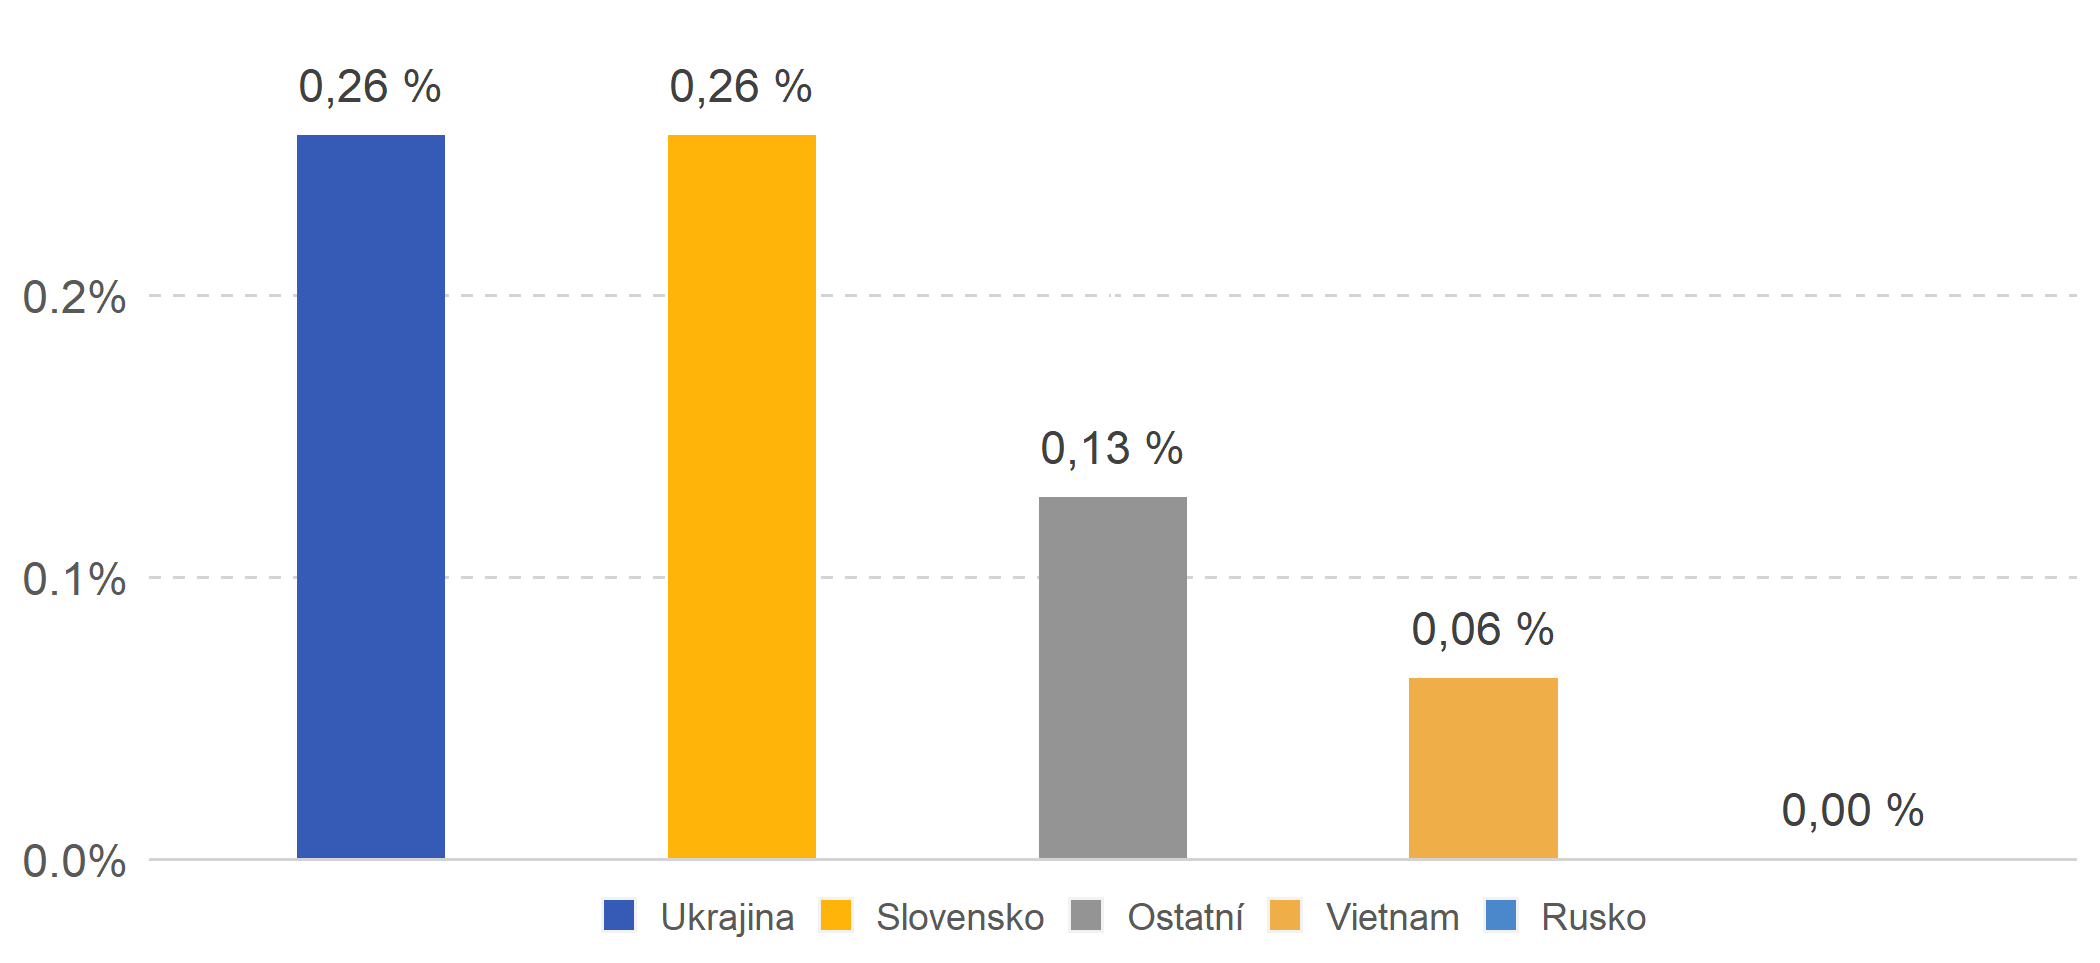 0,26 %
0,26 %
0.2%
0,13 %
0.1%
0,06 %
0,00 %
0.0%
Ukrajina
Slovensko
Ostatní
Vietnam
Rusko